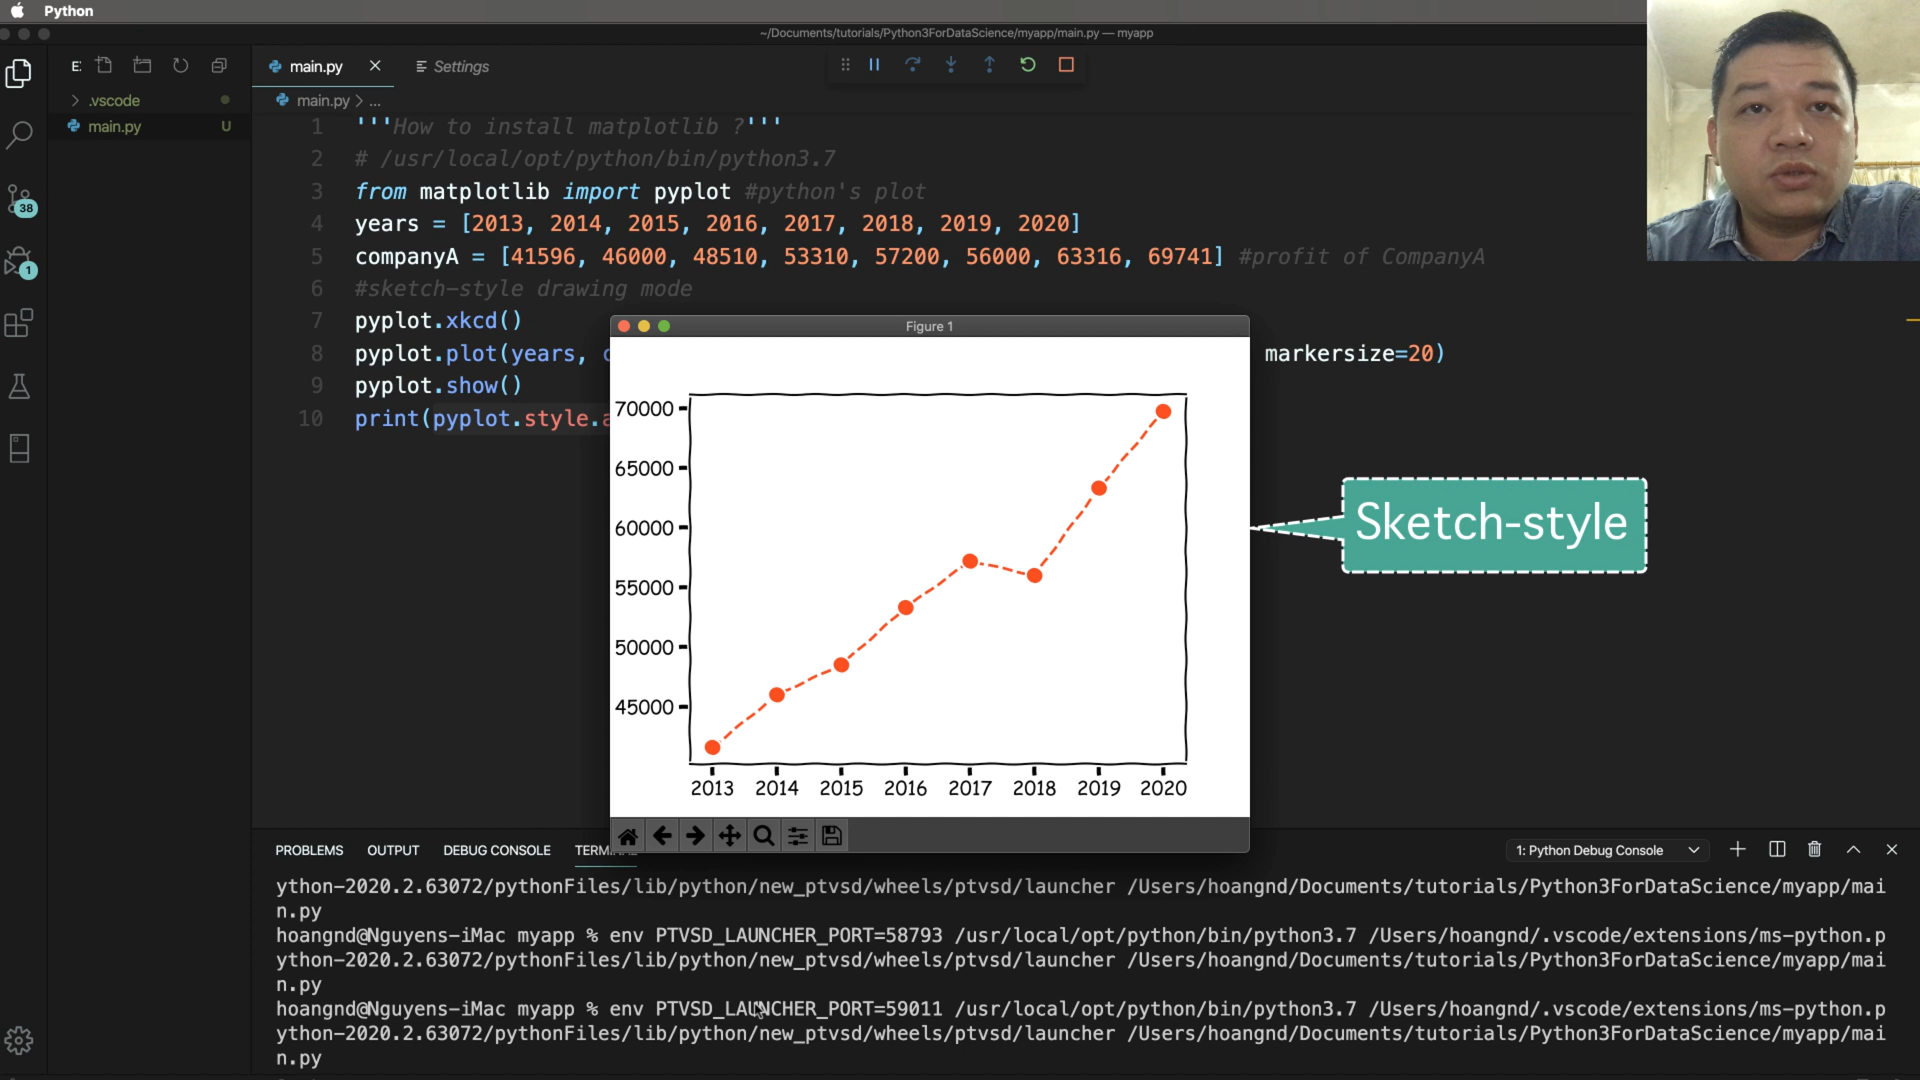 Python
~/Documents/tutorials/Python3ForDataScience/myapp/main.py — myapp
E:
main.py
Settings
.vscode
main.py > ...
main.py U
1 '''How to install matplotlib ?'''
2 # /usr/local/opt/python/bin/python3.7
3 from matplotlib import pyplot #python's plot
4 years = [2013, 2014, 2015, 2016, 2017, 2018, 2019, 2020]
5 companyA = [41596, 46000, 48510, 53310, 57200, 56000, 63316, 69741] #profit of CompanyA
6 #sketch-style drawing mode
7 pyplot.xkcd()
8 pyplot.plot(years, markersize=20)
9 pyplot.show()
10 print(pyplot.style.
38
1
Figure 1
70000
65000
60000
55000
50000
45000
2013 2014 2015 2016 2017 2018 2019 2020
Sketch-style
PROBLEMS OUTPUT DEBUG CONSOLE TERMINAL
1: Python Debug Console
ython-2020.2.63072/pythonFiles/lib/python/new_ptvsd/wheels/ptvsd/launcher /Users/hoangnd/Documents/tutorials/Python3ForDataScience/myapp/mai
n.py
hoangnd@Nguyens-iMac myapp % env PTVSD_LAUNCHER_PORT=58793 /usr/local/opt/python/bin/python3.7 /Users/hoangnd/.vscode/extensions/ms-python.p
ython-2020.2.63072/pythonFiles/lib/python/new_ptvsd/wheels/ptvsd/launcher /Users/hoangnd/Documents/tutorials/Python3ForDataScience/myapp/mai
n.py
hoangnd@Nguyens-iMac myapp % env PTVSD_LAUNCHER_PORT=59011 /usr/local/opt/python/bin/python3.7 /Users/hoangnd/.vscode/extensions/ms-python.p
ython-2020.2.63072/pythonFiles/lib/python/new_ptvsd/wheels/ptvsd/launcher /Users/hoangnd/Documents/tutorials/Python3ForDataScience/myapp/mai
n.py